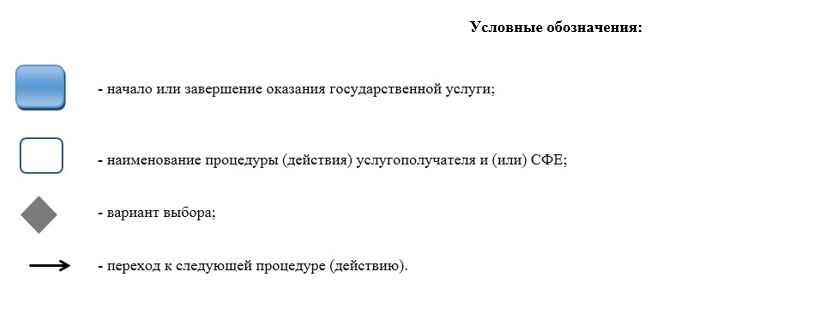 Условные обозначения:
- начало или завершение оказания государственной услуги;
- наименование процедуры (действия) услугополучателя и (или) СФЕ;
- вариант выбора;
- переход к следующей процедуре (действию).